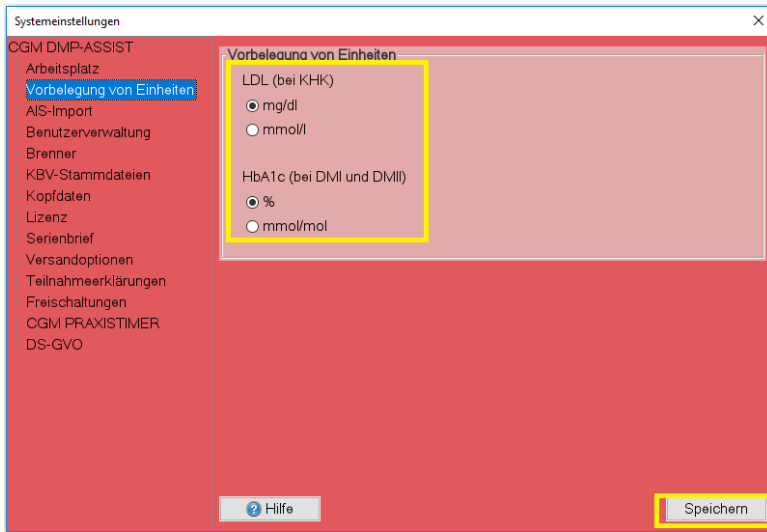 Systemeinstellungen
CGM DMP-ASSIST
Arbeitsplatz
Vorbelegung von Einheiten
AIS-Import
Benutzerverwaltung
Brenner
KBV-Stammdateien
Kopfdaten
Lizenz
Serienbrief
Versandoptionen
Teilnahmeerklärungen
Freischaltungen
CGM PRAXISTIMER
DS-GVO
Vorbelegung von Einheiten
LDL (bei KHK)
mg/dl
mmol/l
HbA1c (bei DMI und DMII)
%
mmol/mol
Hilfe
Speichern